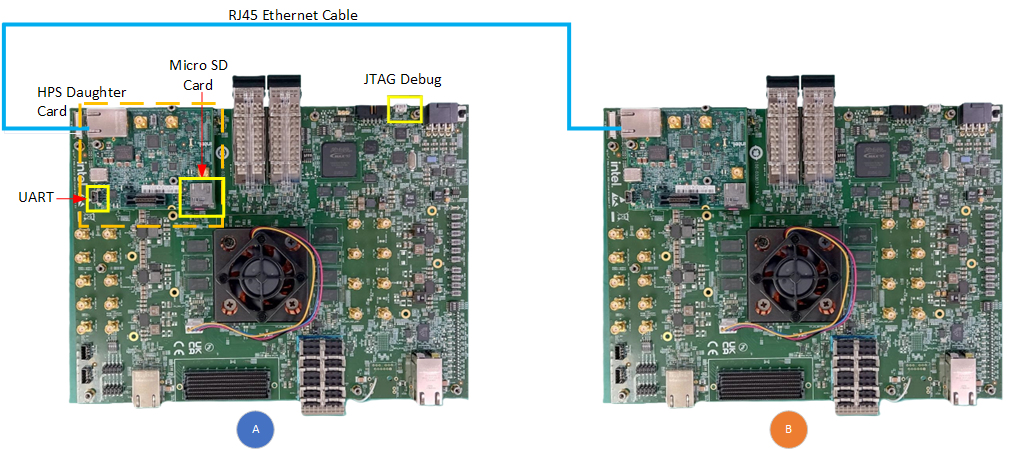 RJ45 Ethernet Cable
Micro SD
Card
JTAG Debug
HPS Daughter
Card
UART
intel
intel
A
B